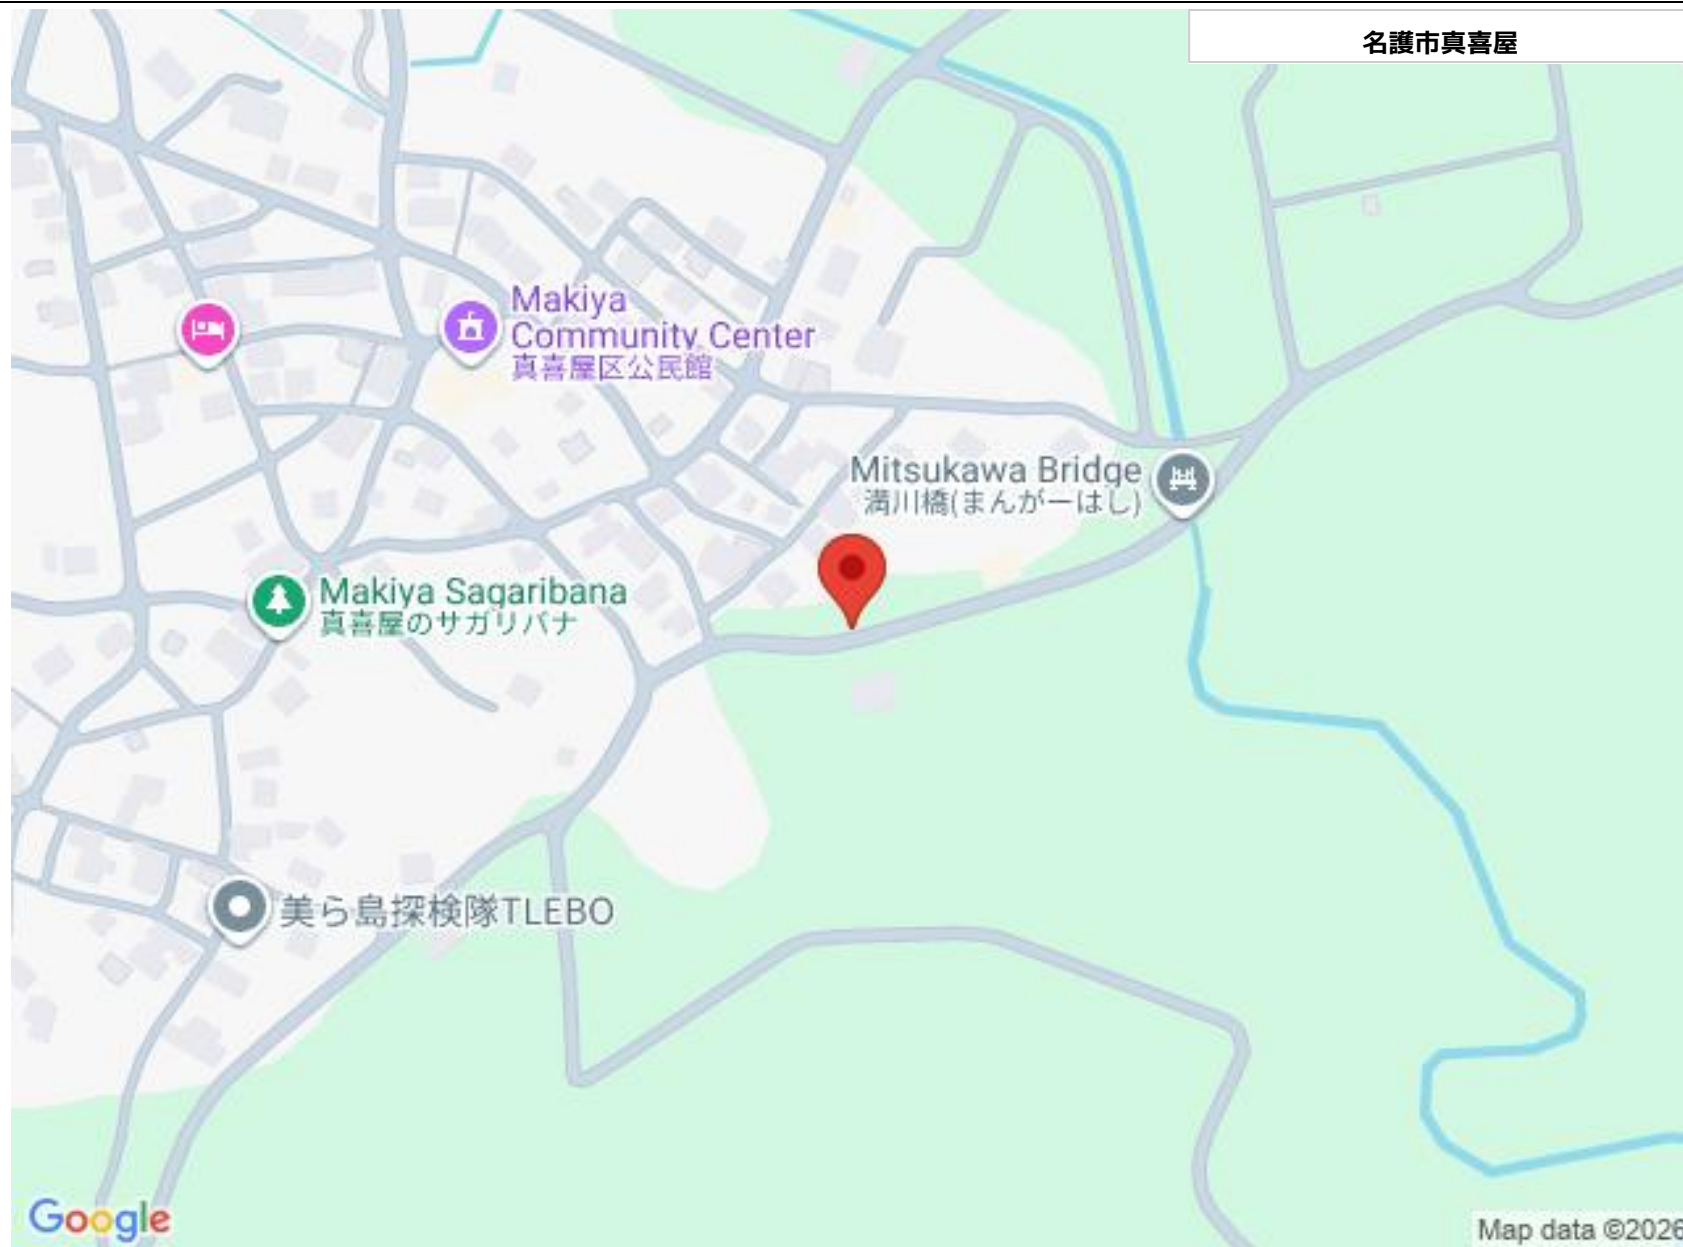 名護市真喜屋
Makiya
Community Center
真喜屋区公民館
Mitsukawa Bridge
満川橋(まんがーはし)
Makiya Sagaribana
真喜屋のサガリバナ
美ら島探検隊TLEBO
Google
Map data ©2026